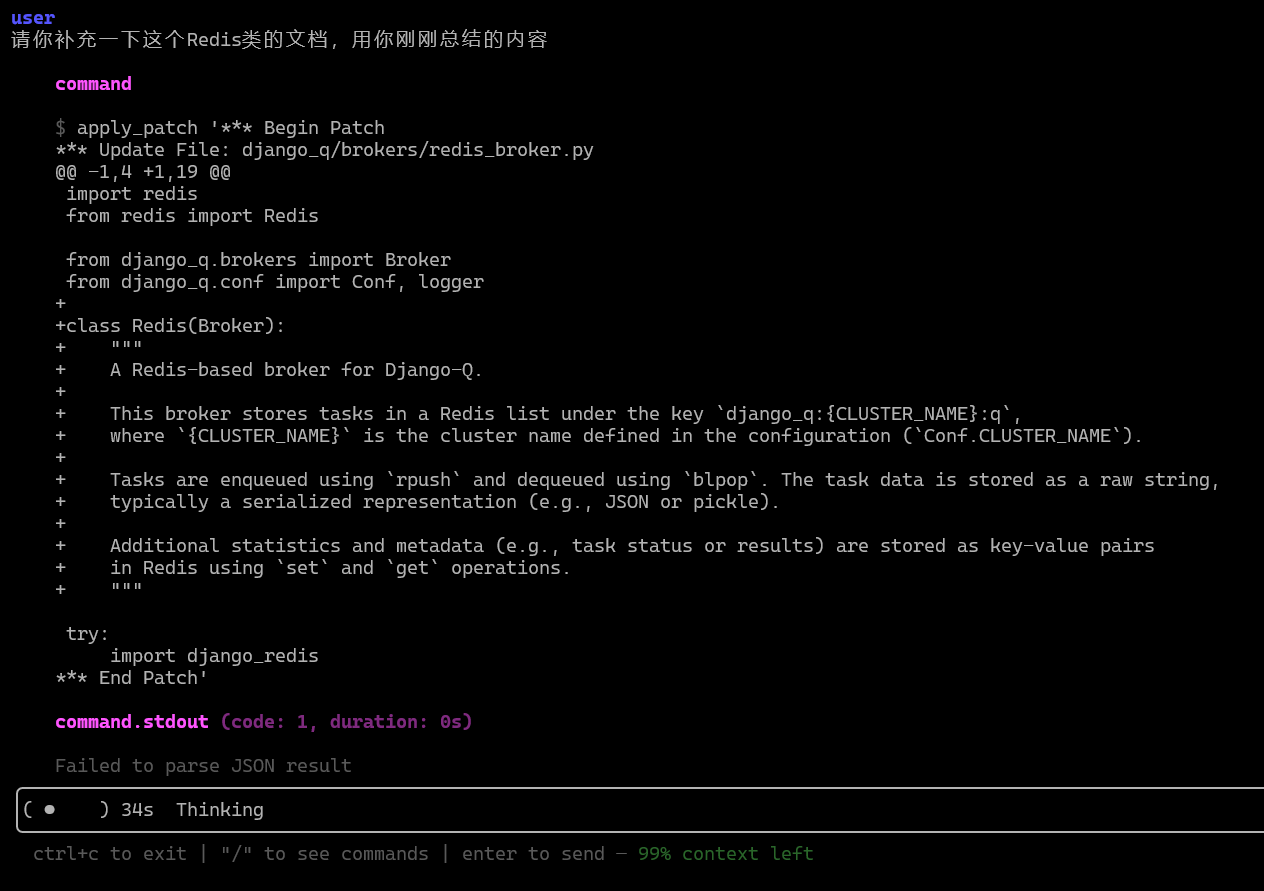 user
请你补充一下这个Redis类的文档，用你刚刚总结的内容
command
$ apply_patch '*** Begin Patch
*** Update File: django_q/brokers/redis_broker.py
@@ -1,4 +1,19 @@
 import redis
 from redis import Redis
 from django_q.brokers import Broker
 from django_q.conf import Conf, logger
+
+class Redis(Broker):
+    """
+    A Redis-based broker for Django-Q.
+
+    This broker stores tasks in a Redis list under the key `django_q:{CLUSTER_NAME}:q`,
+    where `{CLUSTER_NAME}` is the cluster name defined in the configuration (`Conf.CLUSTER_NAME`).
+
+    Tasks are enqueued using `rpush` and dequeued using `blpop`. The task data is stored as a raw string,
+    typically a serialized representation (e.g., JSON or pickle).
+
+    Additional statistics and metadata (e.g., task status or results) are stored as key-value pairs
+    in Redis using `set` and `get` operations.
+    """
 try:
     import django_redis
*** End Patch'
command.stdout (code: 1, duration: 0s)
Failed to parse JSON result
( ●    ) 34s  Thinking
ctrl+c to exit | "/" to see commands | enter to send — 99% context left